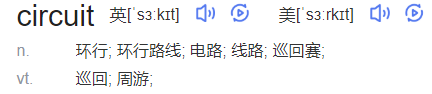 circuit 英[ˈsɜːkɪt] 美[ˈsɜːrkɪt]
n. 环行; 环行路线; 电路; 线路; 巡回赛;
vt. 巡回; 周游;